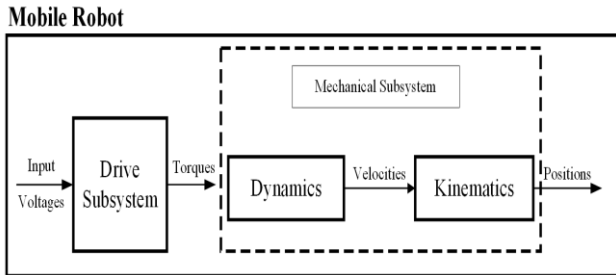 Mobile Robot
Mechanical Subsystem
Input
Voltages
Drive
Subsystem
Torques
Dynamics
Velocities
Kinematics
Positions